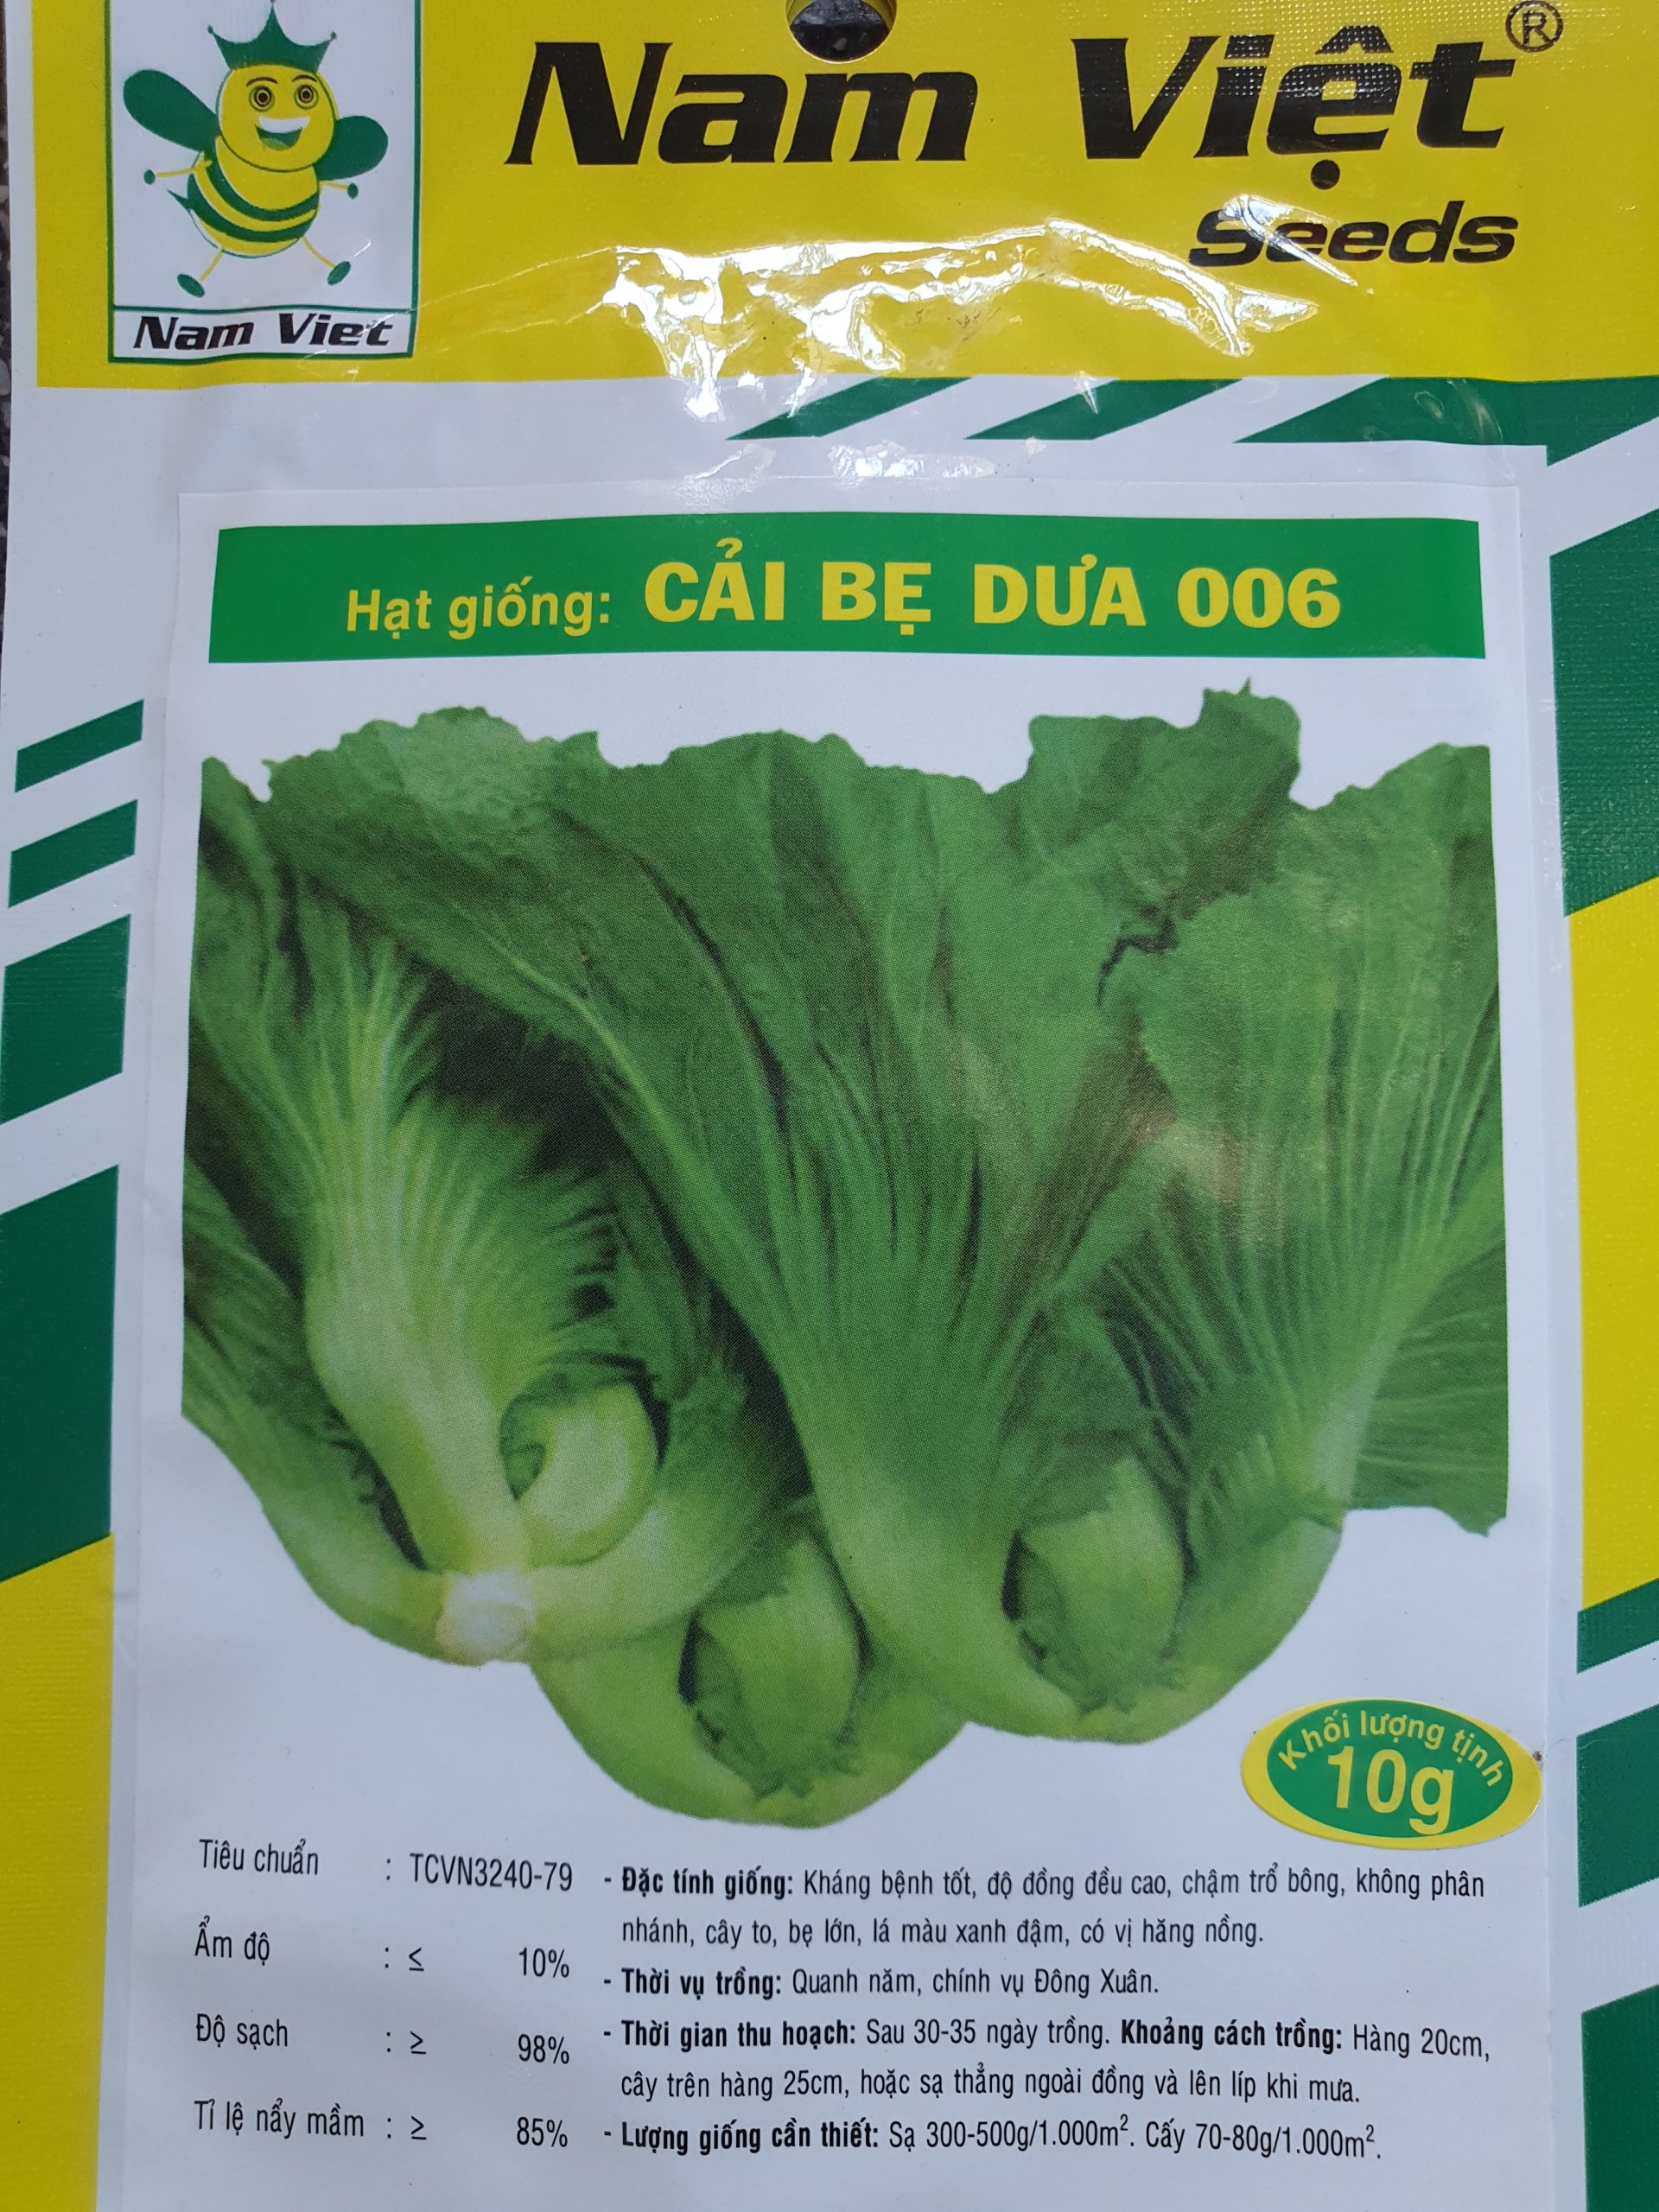 Nam Việt®
Seeds
Nam Viet
Hạt giống: CẢI BẸ DƯA 006
Khối lượng tịnh
10g
Tiêu chuẩn : TCVN3240-79
Ẩm độ : ≤ 10%
Độ sạch : ≥ 98%
Tỉ lệ nẩy mầm : ≥ 85%
- Đặc tính giống: Kháng bệnh tốt, độ đồng đều cao, chậm trổ bông, không phân
nhánh, cây to, bẹ lớn, lá màu xanh đậm, có vị hăng nồng.
- Thời vụ trồng: Quanh năm, chính vụ Đông Xuân.
- Thời gian thu hoạch: Sau 30-35 ngày trồng. Khoảng cách trồng: Hàng 20cm,
cây trên hàng 25cm, hoặc sạ thẳng ngoài đồng và lên líp khi mưa.
- Lượng giống cần thiết: Sạ 300-500g/1.000m². Cấy 70-80g/1.000m².